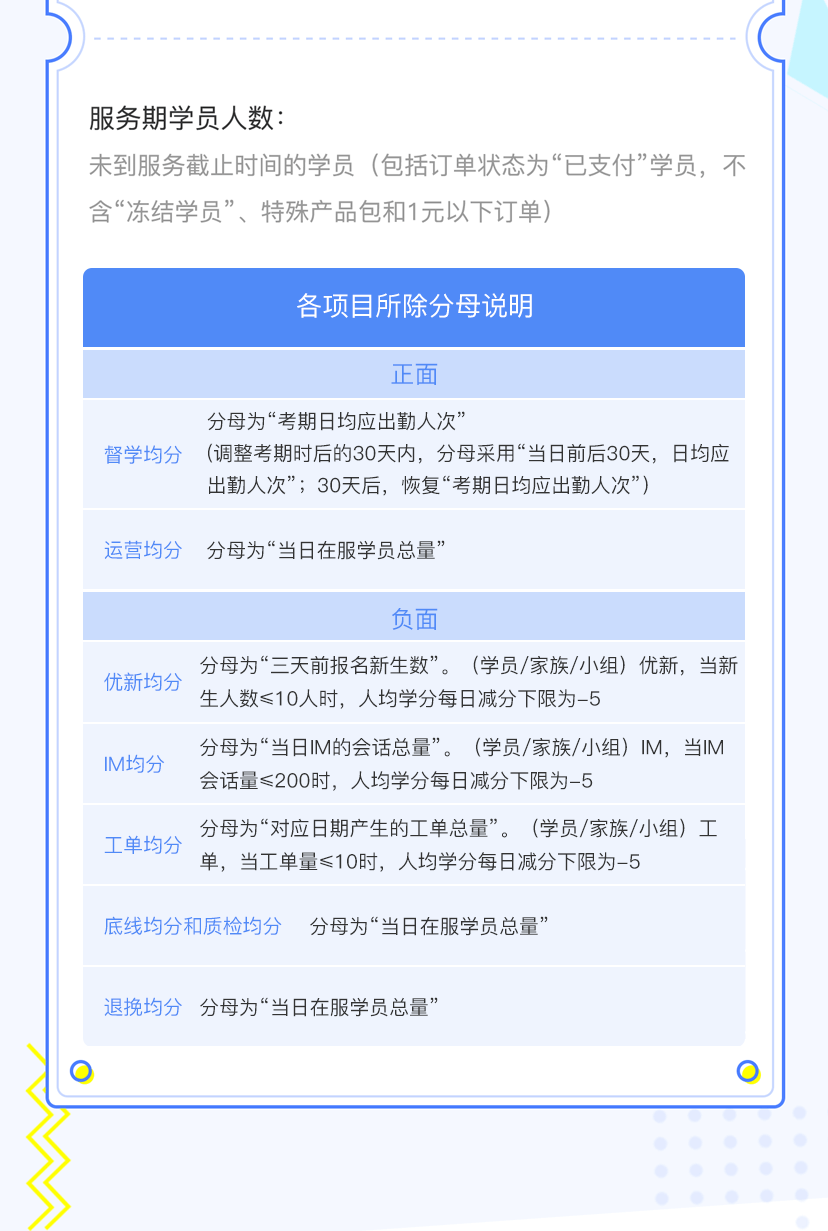 服务期学员人数：
未到服务截止时间的学员（包括订单状态为“已支付”学员，不
含“冻结学员”、特殊产品包和1元以下订单）
各项目所除分母说明
正面
督学均分
分母为“考期日均应出勤人次”
(调整考期时后的30天内，分母采用“当日前后30天，日均应
出勤人次”；30天后，恢复“考期日均应出勤人次”）
运营均分 分母为“当日在服学员总量”
负面
优新均分
分母为“三天前报名新生数”。（学员/家族/小组）优新，当新
生人数≤10人时，人均学分每日减分下限为-5
IM均分
分母为“当日IM的会话总量”。（学员/家族/小组）IM，当IM
会话量≤200时，人均学分每日减分下限为-5
工单均分
分母为“对应日期产生的工单总量”。（学员/家族/小组）工
单，当工单量≤10时，人均学分每日减分下限为-5
底线均分和质检均分 分母为“当日在服学员总量”
退换均分 分母为“当日在服学员总量”